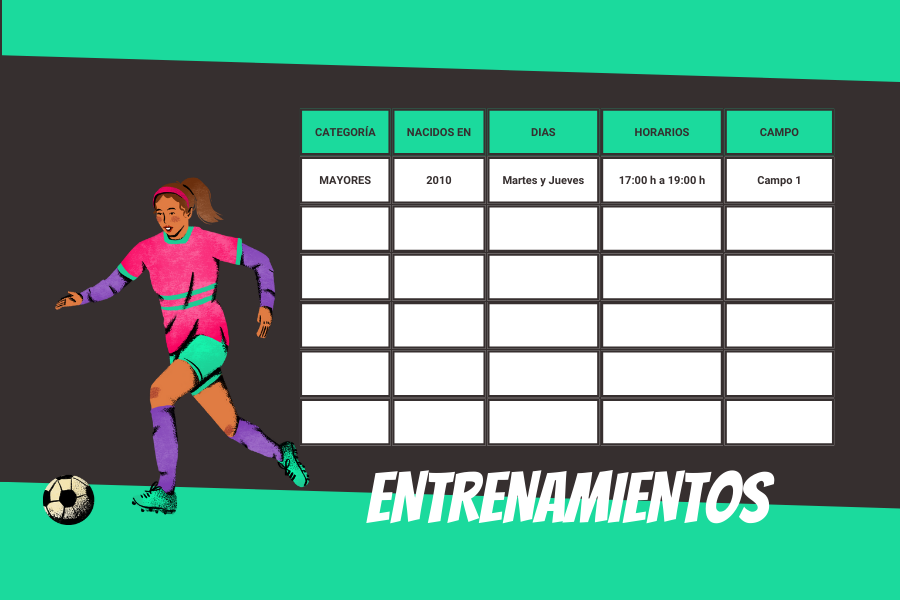 CATEGORÍA NACIDOS EN DIAS HORARIOS CAMPO
MAYORES 2010 Martes y Jueves 17:00 h a 19:00 h Campo 1
ENTRENAMIENTOS